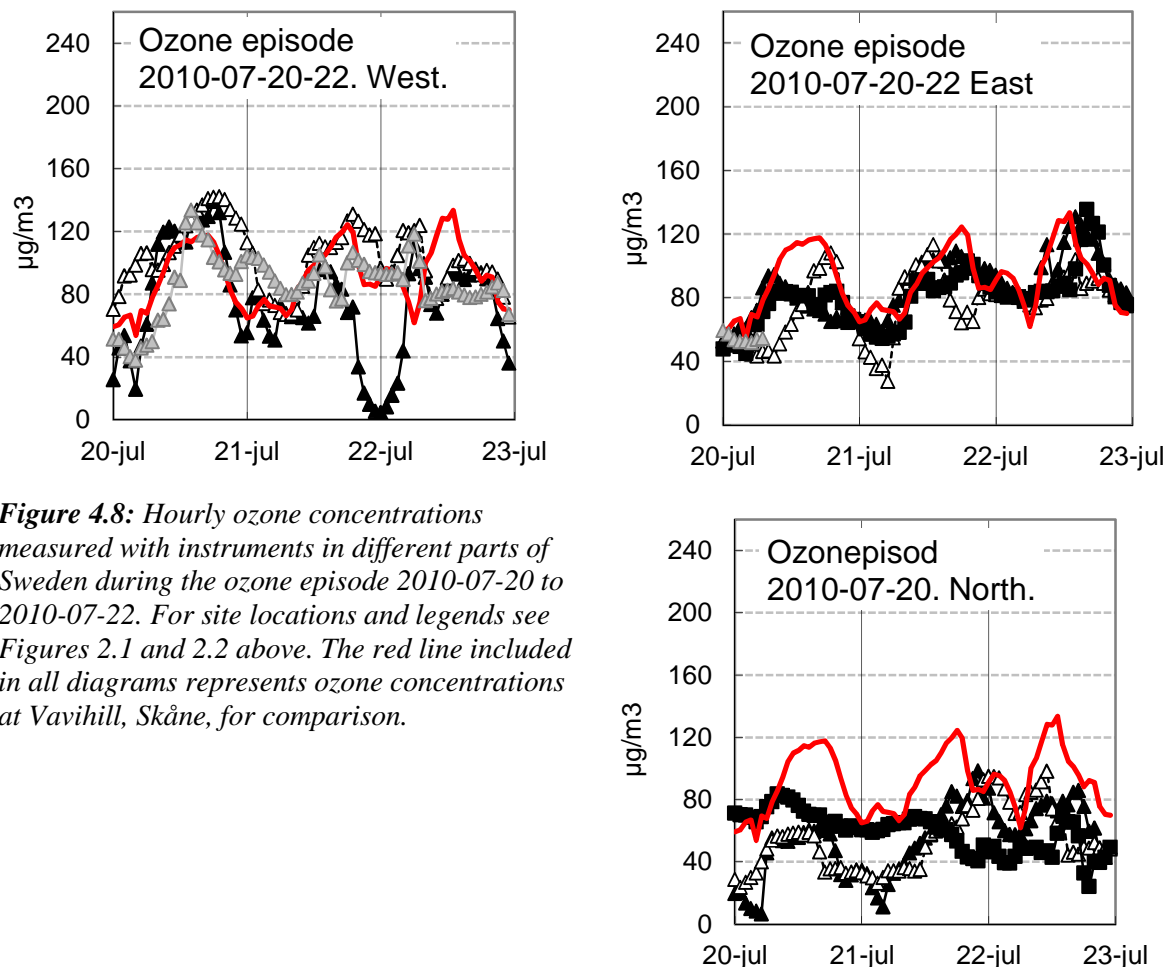 Ozone episode
2010-07-20-22. West.
240
200
160
120
80
40
0
µg/m3
20-jul
21-jul
22-jul
23-jul
Ozone episode
2010-07-20-22 East
240
200
160
120
80
40
0
µg/m3
20-jul
21-jul
22-jul
23-jul
Figure 4.8: Hourly ozone concentrations
measured with instruments in different parts of
Sweden during the ozone episode 2010-07-20 to
2010-07-22. For site locations and legends see
Figures 2.1 and 2.2 above. The red line included
in all diagrams represents ozone concentrations
at Vavihill, Skåne, for comparison.
Ozonepisod
2010-07-20. North.
240
200
160
120
80
40
0
µg/m3
20-jul
21-jul
22-jul
23-jul